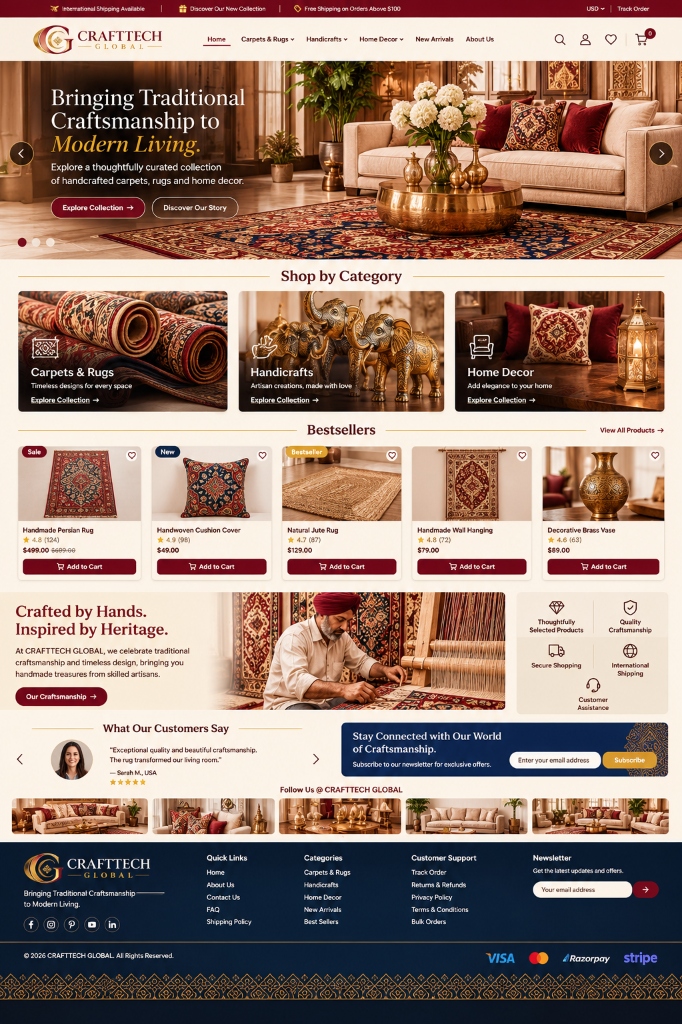 International Shipping Available
Discover Our New Collection
Free Shipping on Orders Above $100
USD
Track Order
CRAFTTECH
GLOBAL
Home
Carpets & Rugs
Handicrafts
Home Decor
New Arrivals
About Us
0
Bringing Traditional
Craftsmanship to
Modern Living.
Explore a thoughtfully curated collection
of handcrafted carpets, rugs and home decor.
Explore Collection →
Discover Our Story
Shop by Category
Carpets & Rugs
Timeless designs for every space
Explore Collection →
Handicrafts
Artisan creations, made with love
Explore Collection →
Home Decor
Add elegance to your home
Explore Collection →
Bestsellers
View All Products →
Sale
Handmade Persian Rug
4.8 (124)
$499.00 $699.00
Add to Cart
New
Handwoven Cushion Cover
4.9 (98)
$49.00
Add to Cart
Bestseller
Natural Jute Rug
4.7 (87)
$129.00
Add to Cart
Handmade Wall Hanging
4.8 (72)
$79.00
Add to Cart
Decorative Brass Vase
4.6 (63)
$89.00
Add to Cart
Crafted by Hands.
Inspired by Heritage.
At CRAFTTECH GLOBAL, we celebrate traditional
craftsmanship and timeless design, bringing you
handmade treasures from skilled artisans.
Our Craftsmanship →
Thoughtfully
Selected Products
Quality
Craftsmanship
Secure Shopping
International
Shipping
Customer
Assistance
What Our Customers Say
"Exceptional quality and beautiful craftsmanship.
The rug transformed our living room."
— Sarah M., USA
Stay Connected with Our World
of Craftsmanship.
Subscribe to our newsletter for exclusive offers.
Enter your email address
Subscribe
Follow Us @ CRAFTTECH GLOBAL
CRAFTTECH
GLOBAL
Bringing Traditional Craftsmanship
to Modern Living.
Quick Links
Home
About Us
Contact Us
FAQ
Shipping Policy
Categories
Carpets & Rugs
Handicrafts
Home Decor
New Arrivals
Best Sellers
Customer Support
Track Order
Returns & Refunds
Privacy Policy
Terms & Conditions
Bulk Orders
Newsletter
Get the latest updates and offers.
Your email address
→
© 2026 CRAFTTECH GLOBAL. All Rights Reserved.
VISA
Razorpay
stripe